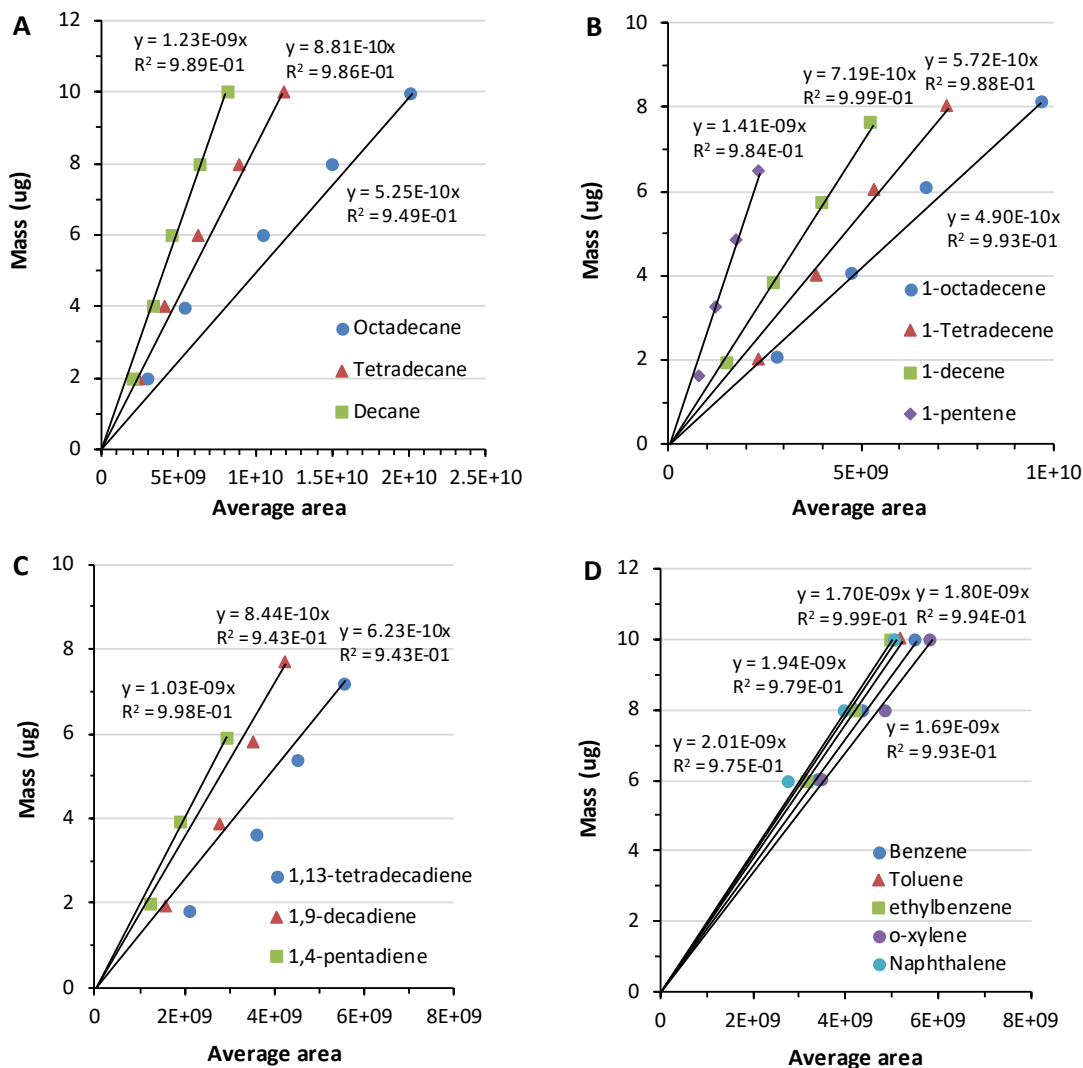 A
12
10
8
6
4
2
0
Mass (ug)
y = 1.23E-09x
R² = 9.89E-01
y = 8.81E-10x
R² = 9.86E-01
y = 5.25E-10x
R² = 9.49E-01
Octadecane
Tetradecane
Decane
0 5E+09 1E+10 1.5E+10 2E+10 2.5E+10
Average area
B
10
8
6
4
2
0
Mass (ug)
y = 5.72E-10x
R² = 9.88E-01
y = 7.19E-10x
R² = 9.99E-01
y = 1.41E-09x
R² = 9.84E-01
y = 4.90E-10x
R² = 9.93E-01
1-octadecene
1-Tetradecene
1-decene
1-pentene
0 5E+09 1E+10
Average area
C
10
8
6
4
2
0
Mass (ug)
y = 8.44E-10x
R² = 9.43E-01
y = 6.23E-10x
R² = 9.43E-01
y = 1.03E-09x
R² = 9.98E-01
1,13-tetradecadiene
1,9-decadiene
1,4-pentadiene
0 2E+09 4E+09 6E+09 8E+09
Average area
D
12
10
8
6
4
2
0
Mass (ug)
y = 1.70E-09x
R² = 9.99E-01
y = 1.80E-09x
R² = 9.94E-01
y = 1.94E-09x
R² = 9.79E-01
y = 1.69E-09x
R² = 9.93E-01
y = 2.01E-09x
R² = 9.75E-01
Benzene
Toluene
ethylbenzene
o-xylene
Naphthalene
0 2E+09 4E+09 6E+09 8E+09
Average area